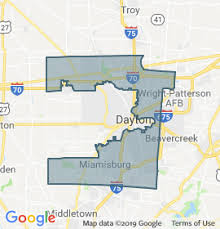 Troy
75
70
70
70
Wright-Patterson
AFB
Dayton
Beavercreek
Miamisburg
75
Middletown
Google
Map data ©2019 Google
Terms of Use